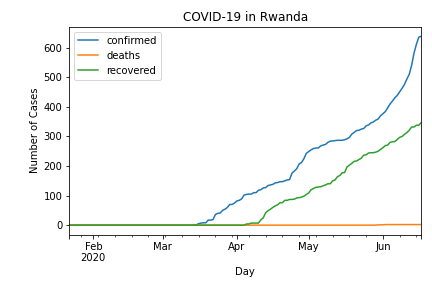 COVID-19 in Rwanda
confirmed
deaths
recovered
Number of Cases
600
500
400
300
200
100
0
Feb
2020
Mar
Apr
May
Jun
Day